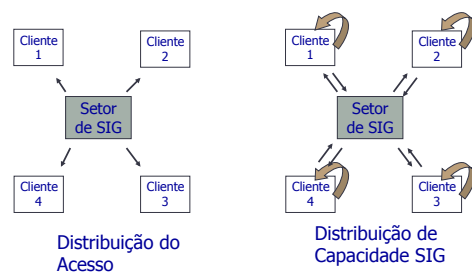 Cliente
1
Cliente
2
Setor
de SIG
Cliente
4
Cliente
3
Distribuição do
Acesso
Cliente
1
Cliente
2
Setor
de SIG
Cliente
4
Cliente
3
Distribuição de
Capacidade SIG